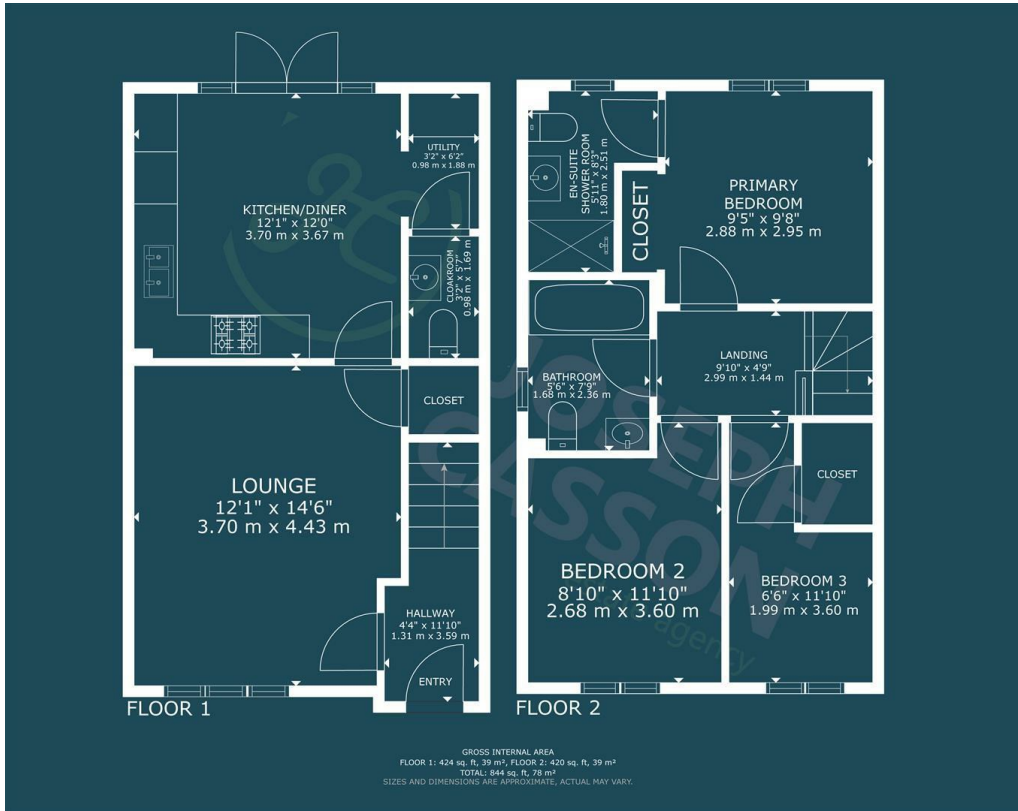 UTILITY
3'2" x 6'2"
0.98 m x 1.88 m
KITCHEN/DINER
12'1" x 12'0"
3.70 m x 3.67 m
CLOAKROOM
3'2" x 5'7"
0.98 m x 1.69 m
CLOSET
LOUNGE
12'1" x 14'6"
3.70 m x 4.43 m
HALLWAY
4'4" x 11'10"
1.31 m x 3.59 m
ENTRY
FLOOR 1
EN-SUITE
SHOWER ROOM
5'11" x 8'3"
1.80 m x 2.51 m
CLOSET
PRIMARY
BEDROOM
9'5" x 9'8"
2.88 m x 2.95 m
LANDING
9'10" x 4'9"
2.99 m x 1.44 m
BATHROOM
5'6" x 7'9"
1.68 m x 2.36 m
CLOSET
BEDROOM 2
8'10" x 11'10"
2.68 m x 3.60 m
BEDROOM 3
6'6" x 11'10"
1.99 m x 3.60 m
FLOOR 2
JOSEPH
CASSON
agency
GROSS INTERNAL AREA
FLOOR 1: 424 sq. ft, 39 m², FLOOR 2: 420 sq. ft, 39 m²
TOTAL: 844 sq. ft, 78 m²
SIZES AND DIMENSIONS ARE APPROXIMATE, ACTUAL MAY VARY.